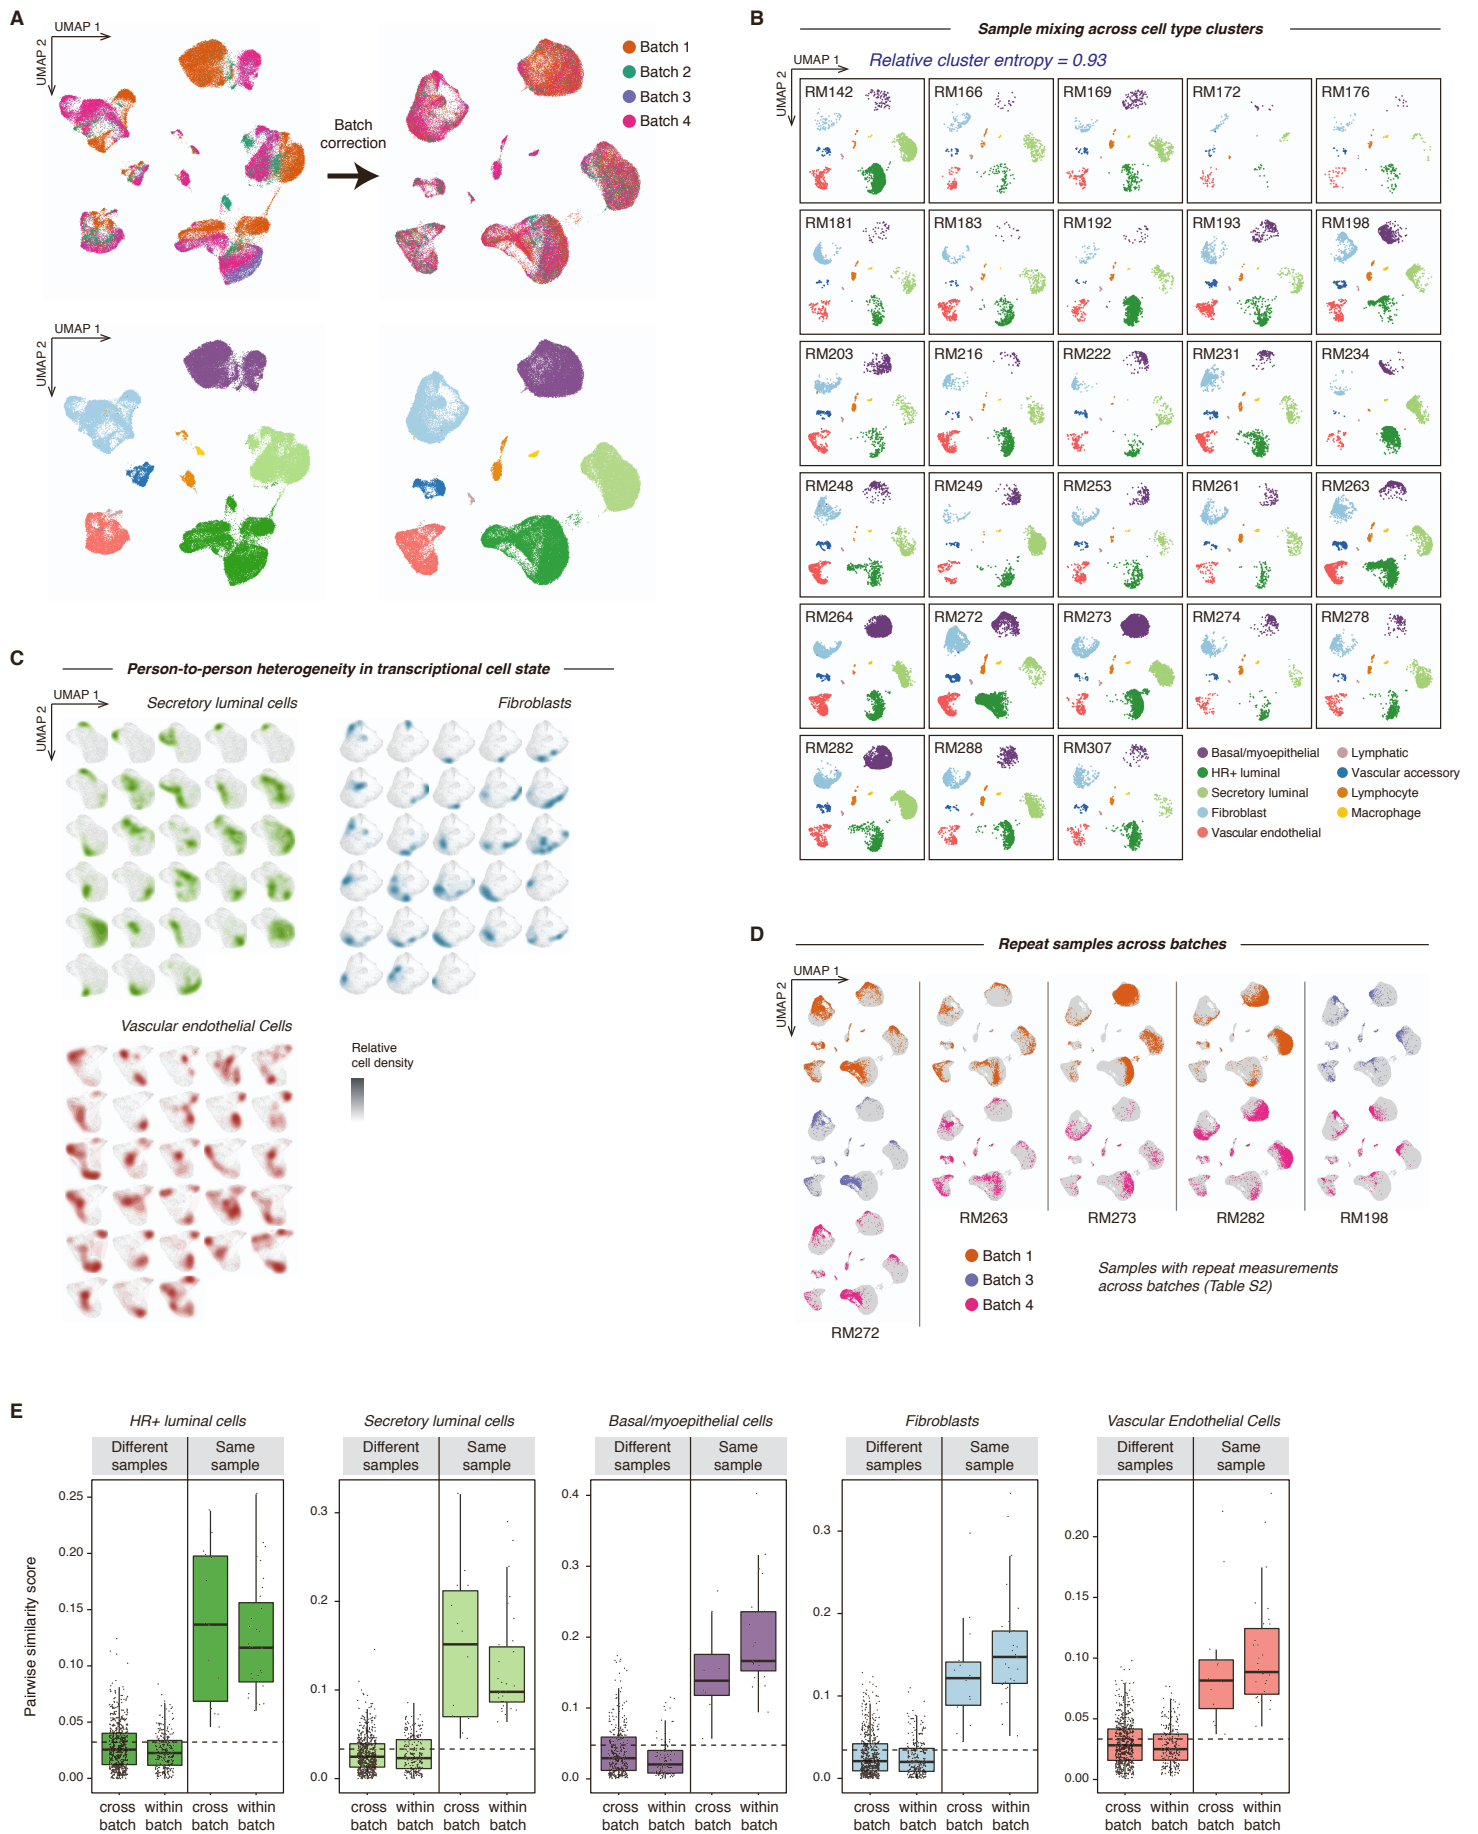 A
UMAP 1
UMAP 2
Batch 1
Batch 2
Batch 3
Batch 4
Batch
correction
UMAP 1
UMAP 2
B
Sample mixing across cell type clusters
UMAP 1
UMAP 2
Relative cluster entropy = 0.93
RM142
RM166
RM169
RM172
RM176
RM181
RM183
RM192
RM193
RM198
RM203
RM216
RM222
RM231
RM234
RM248
RM249
RM253
RM261
RM263
RM264
RM272
RM273
RM274
RM278
RM282
RM288
RM307
Basal/myoepithelial
HR+ luminal
Secretory luminal
Fibroblast
Vascular endothelial
Lymphatic
Vascular accessory
Lymphocyte
Macrophage
C
Person-to-person heterogeneity in transcriptional cell state
UMAP 1
UMAP 2
Secretory luminal cells
Fibroblasts
Vascular endothelial Cells
Relative
cell density
D
Repeat samples across batches
UMAP 1
UMAP 2
RM263
RM273
RM282
RM198
RM272
Batch 1
Batch 3
Batch 4
Samples with repeat measurements
across batches (Table S2)
E
Pairwise similarity score
HR+ luminal cells
Different
samples
Same
sample
0.25
0.20
0.15
0.10
0.05
0.00
cross
batch
within
batch
cross
batch
within
batch
Secretory luminal cells
Different
samples
Same
sample
0.3
0.2
0.1
0.0
cross
batch
within
batch
cross
batch
within
batch
Basal/myoepithelial cells
Different
samples
Same
sample
0.4
0.3
0.2
0.1
0.0
cross
batch
within
batch
cross
batch
within
batch
Fibroblasts
Different
samples
Same
sample
0.3
0.2
0.1
0.0
cross
batch
within
batch
cross
batch
within
batch
Vascular Endothelial Cells
Different
samples
Same
sample
0.20
0.15
0.10
0.05
0.00
cross
batch
within
batch
cross
batch
within
batch